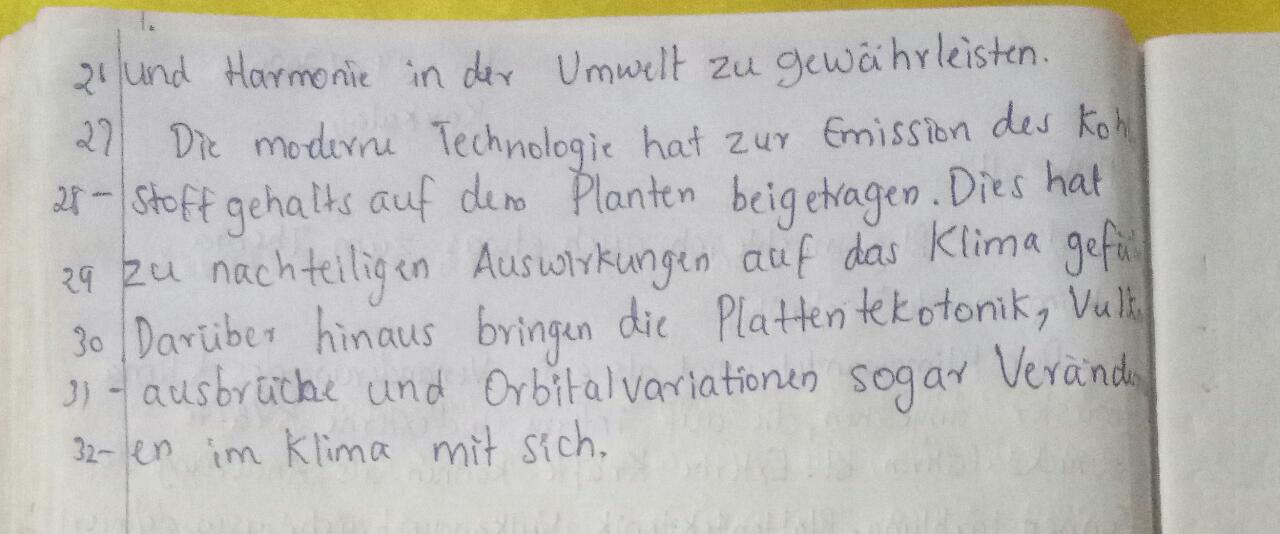 26 und Harmonie in der Umwelt zu gewährleisten.
27 Die moderne Technologie hat zur Emission des Koh
28 - stoffgehalts auf dem Planten beigetragen. Dies hat
29 zu nachteiligen Auswirkungen auf das Klima gefü
30 Darüber hinaus bringen die Plattentekotonik, Vulk
31 - ausbrüche und Orbitalvariationen sogar Veränd
32 - en im Klima mit sich.